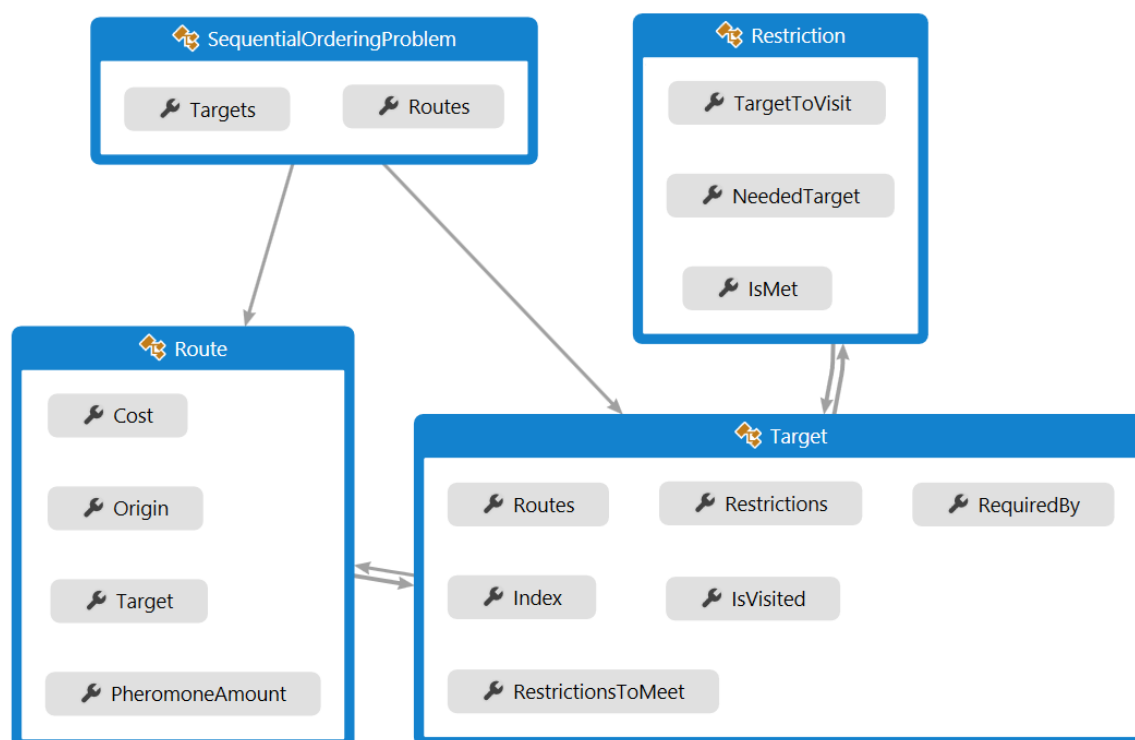 SequentialOrderingProblem
Targets
Routes
Restriction
TargetToVisit
NeededTarget
IsMet
Route
Cost
Origin
Target
PheromoneAmount
Target
Routes
Restrictions
RequiredBy
Index
IsVisited
RestrictionsToMeet